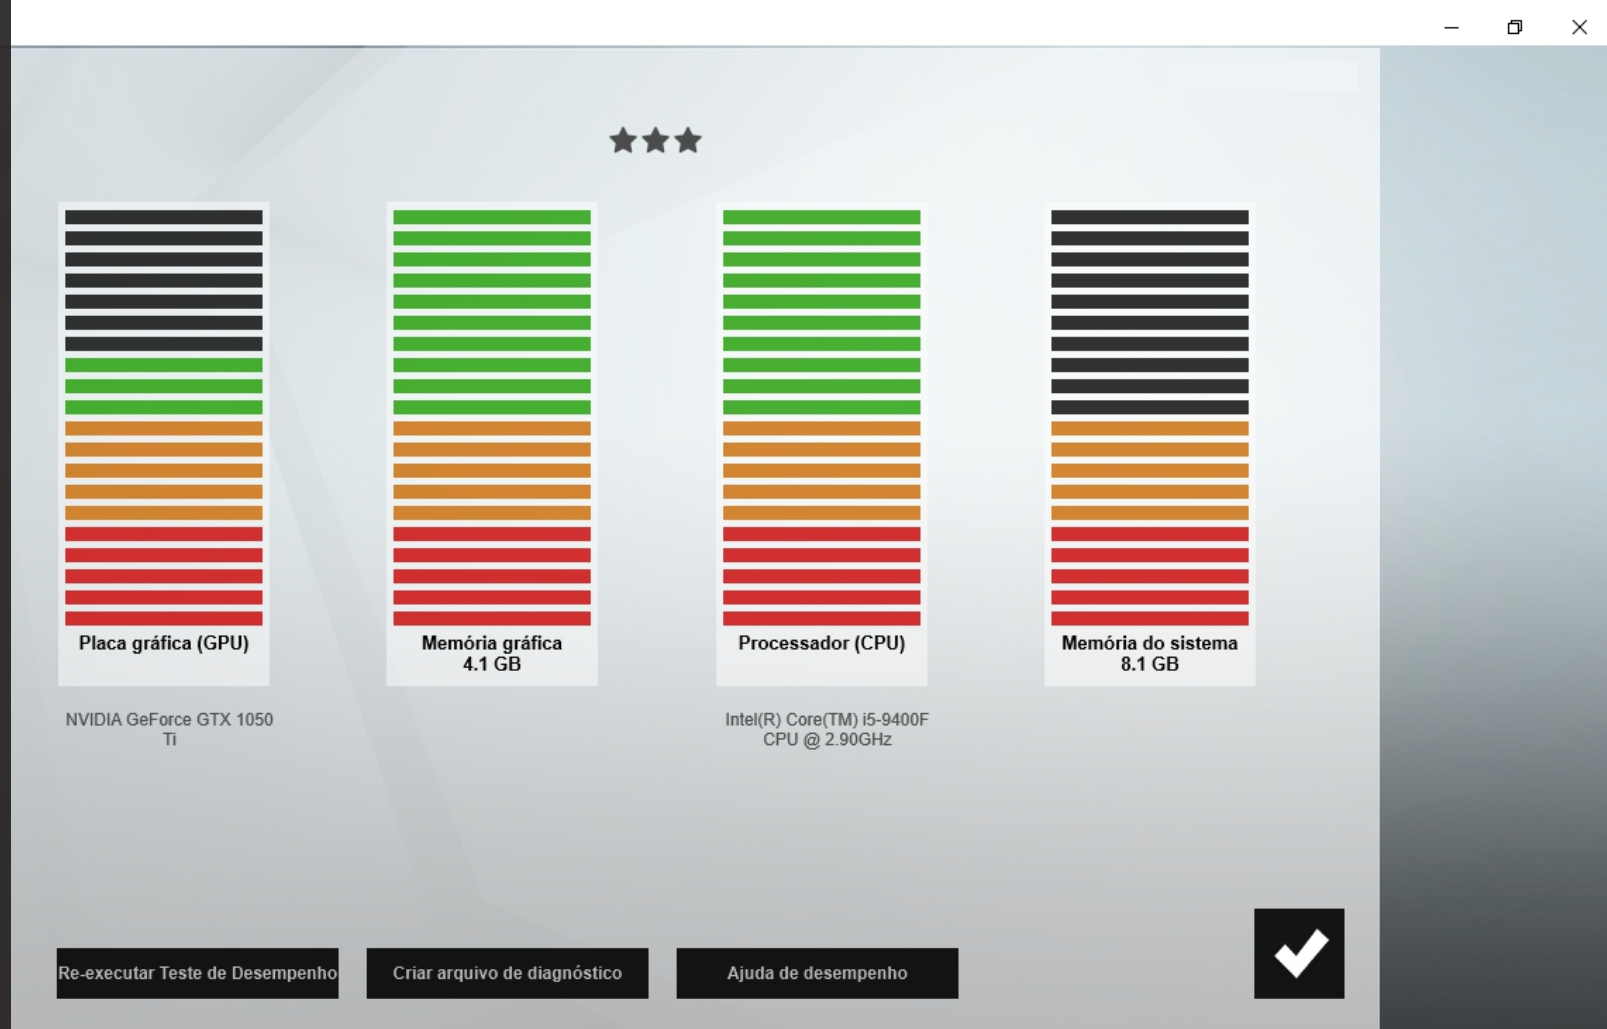 Placa gráfica (GPU)
Memória gráfica
4.1 GB
Processador (CPU)
Memória do sistema
8.1 GB
NVIDIA GeForce GTX 1050
Ti
Intel(R) Core(TM) i5-9400F
CPU @ 2.90GHz
Re-executar Teste de Desempenho
Criar arquivo de diagnóstico
Ajuda de desempenho